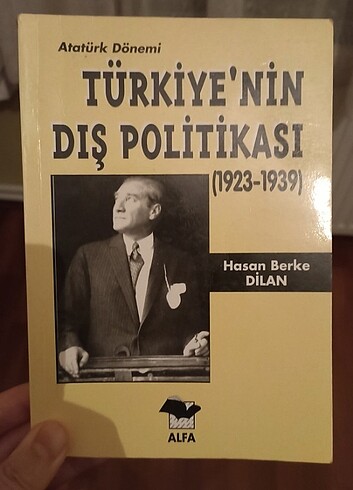 Atatürk Dönemi
TÜRKİYE'NİN
DIŞ POLİTİKASI
(1923-1939)
Hasan Berke
DİLAN
ALFA